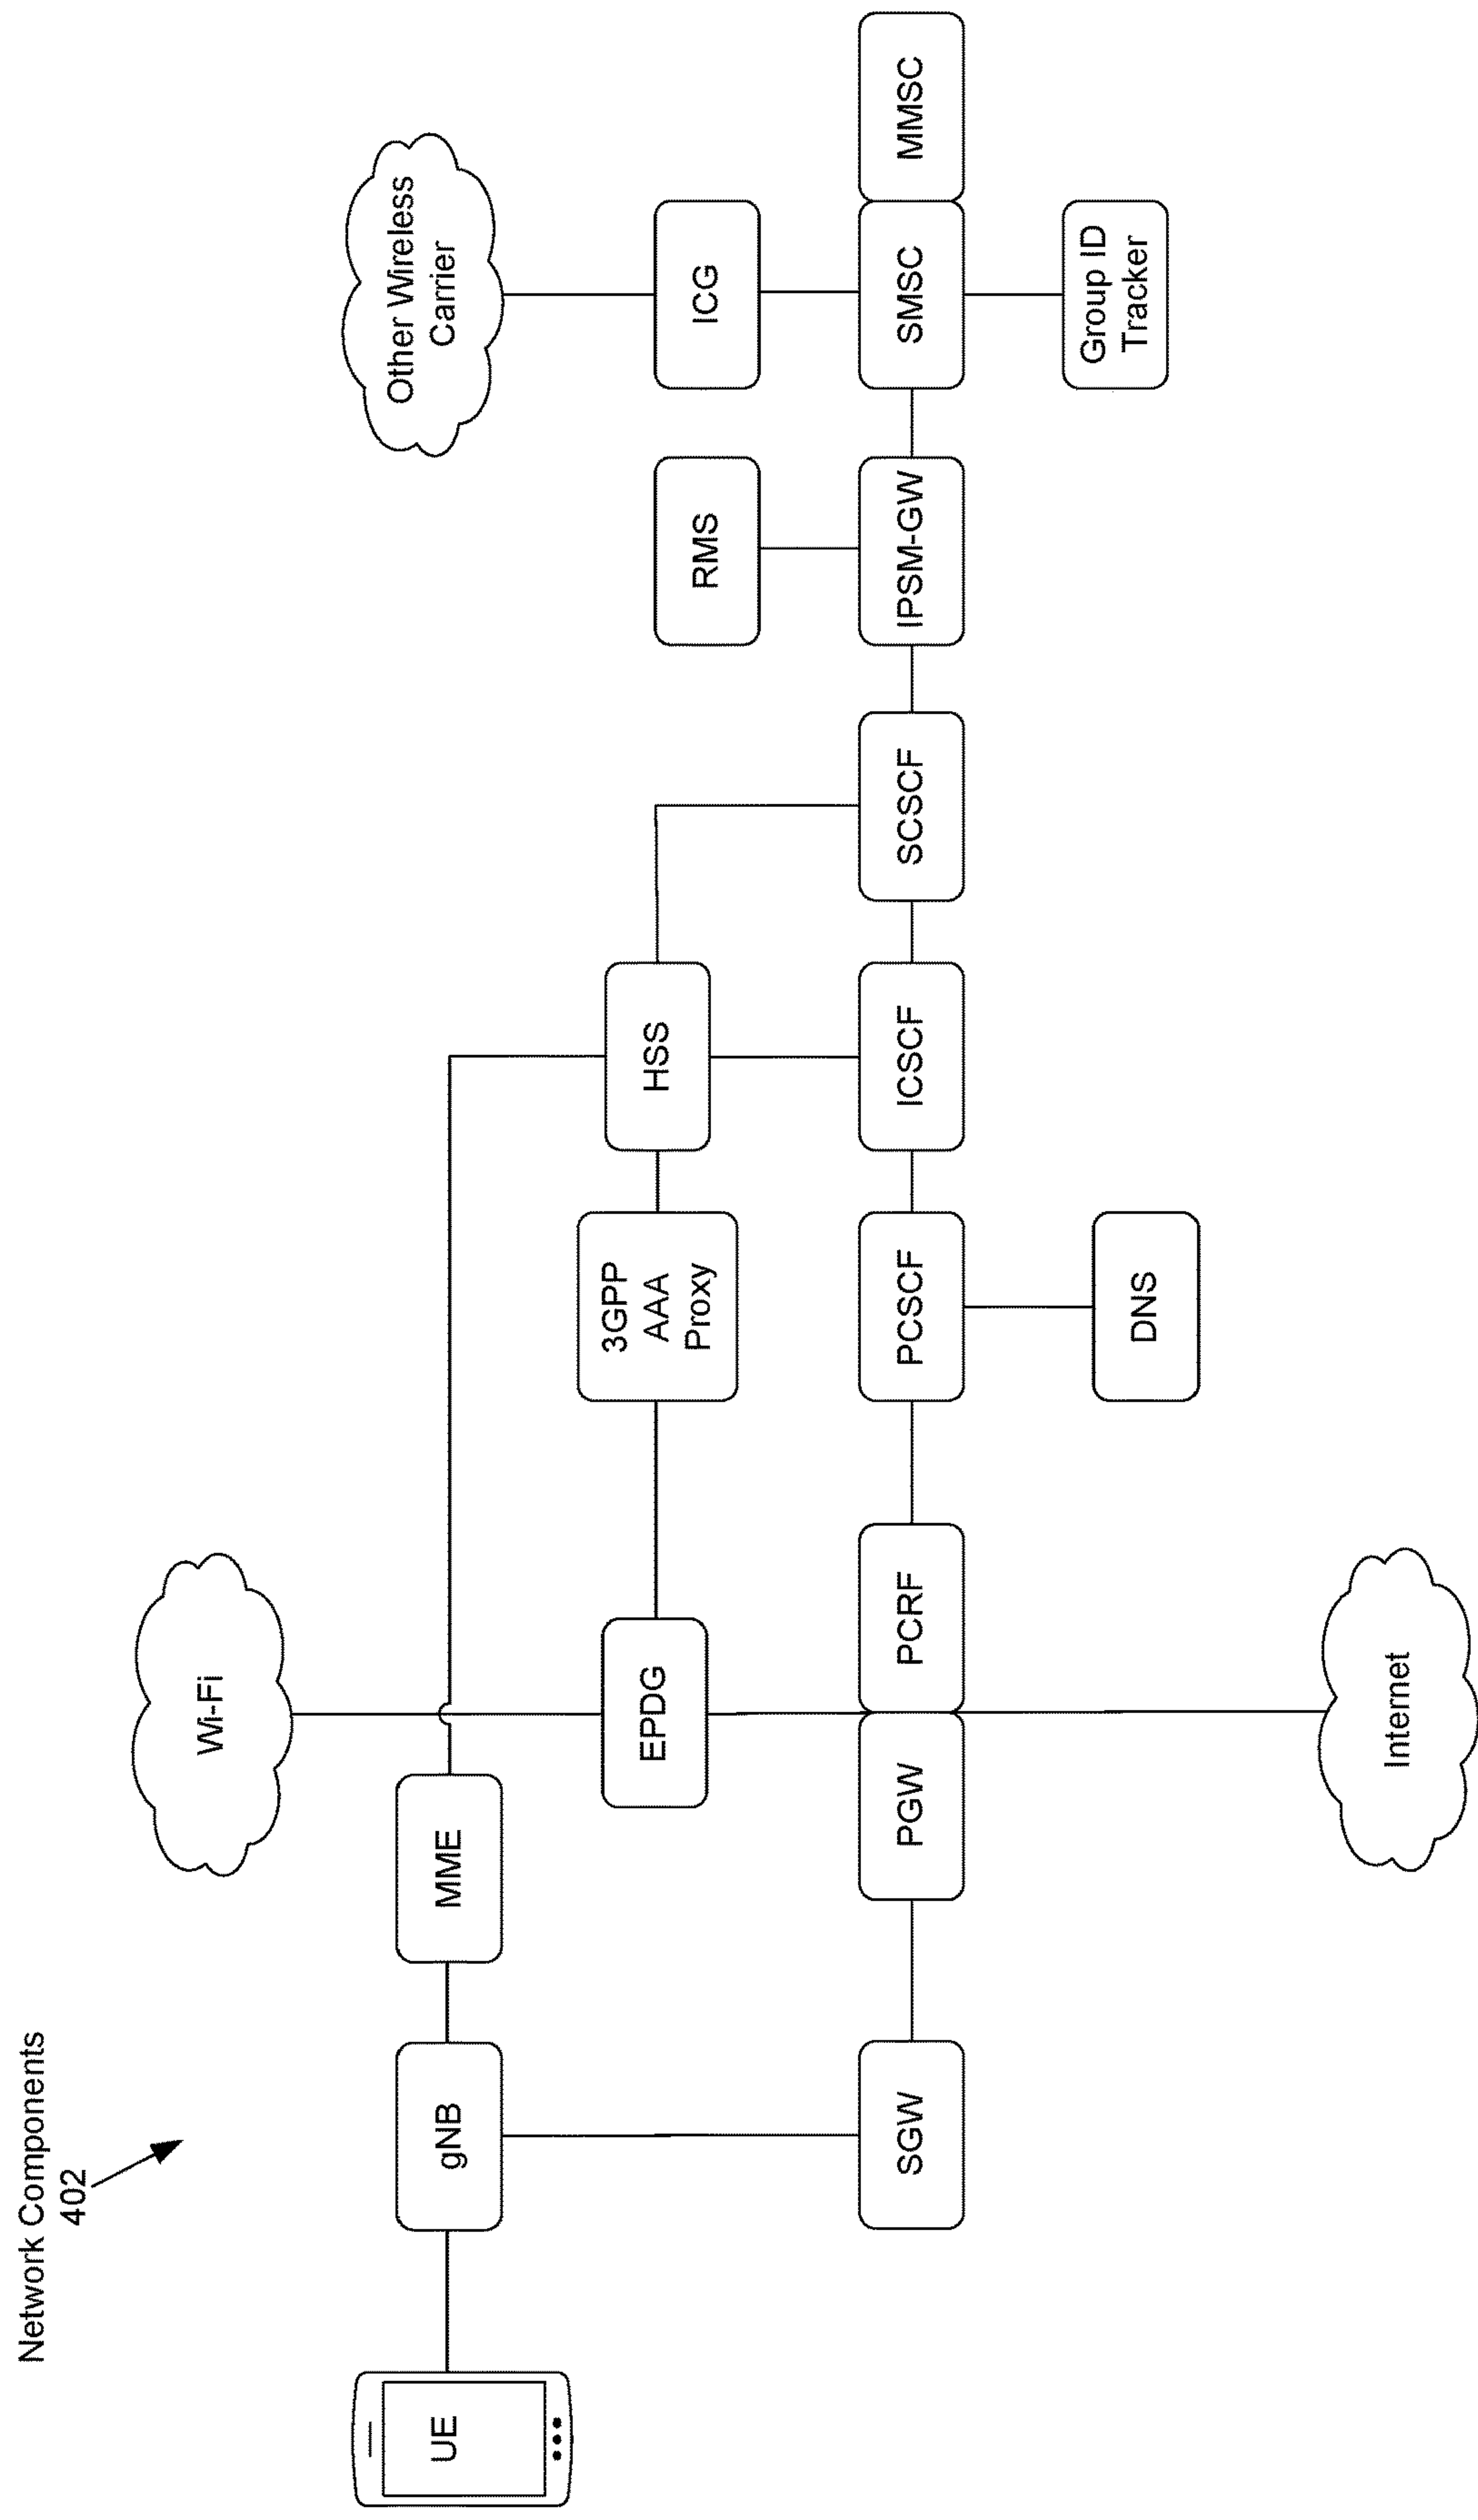 Network Components
402
Wi-Fi
Other Wireless
Carrier
UE
gNB
MME
EPDG
3GPP
AAA
Proxy
HSS
RMS
ICG
SGW
PGW
PCRF
PCSCF
ICSCF
SCSCF
IPSM-GW
SMSC
MMSC
DNS
Group ID
Tracker
Internet